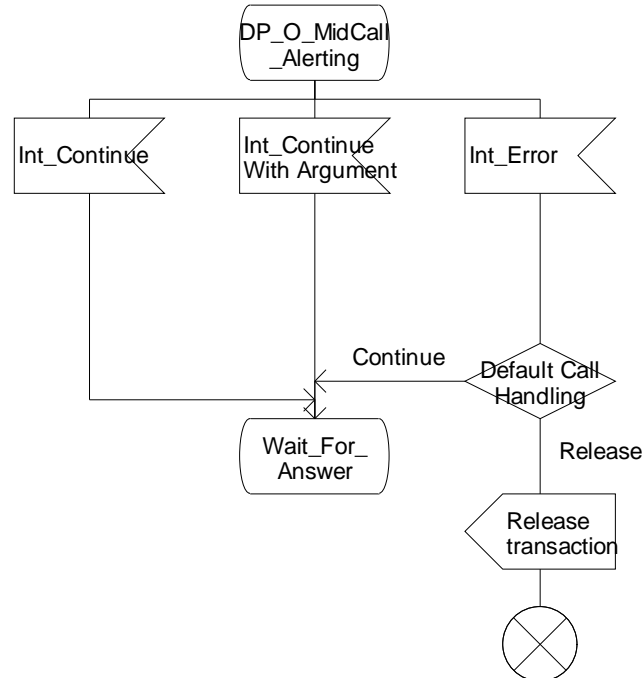 DP_O_MidCall
_Alerting
Int_Continue
Int_Continue
With Argument
Int_Error
Continue
Default Call
Handling
Wait_For_
Answer
Release
Release
transaction